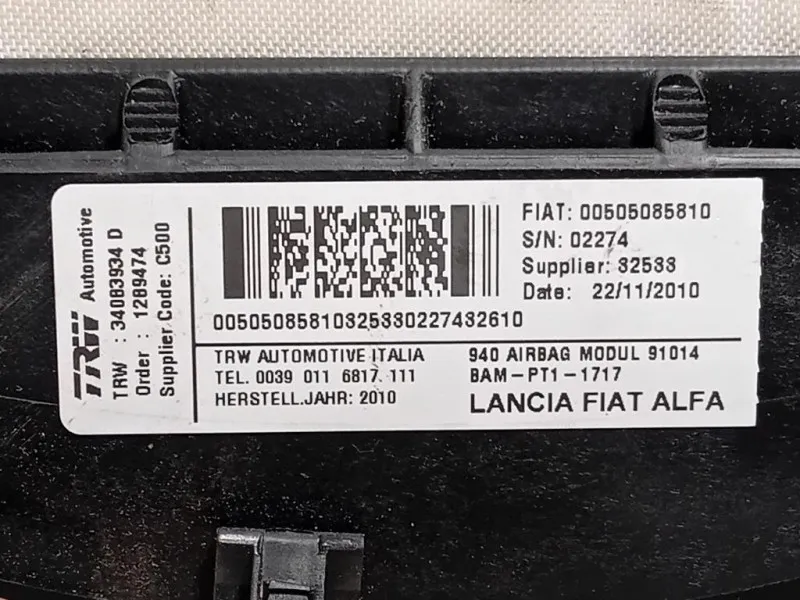 TRW Automotive
TRW : 34083934 D
Order : 1289474
Supplier Code: C500
FIAT: 00505085810
S/N: 02274
Supplier: 32533
Date: 22/11/2010
00505085810325330227432610
TRW AUTOMOTIVE ITALIA
TEL. 0039 011 6817 111
HERSTELL.JAHR: 2010
940 AIRBAG MODUL 91014
BAM-PT1-1717
LANCIA FIAT ALFA